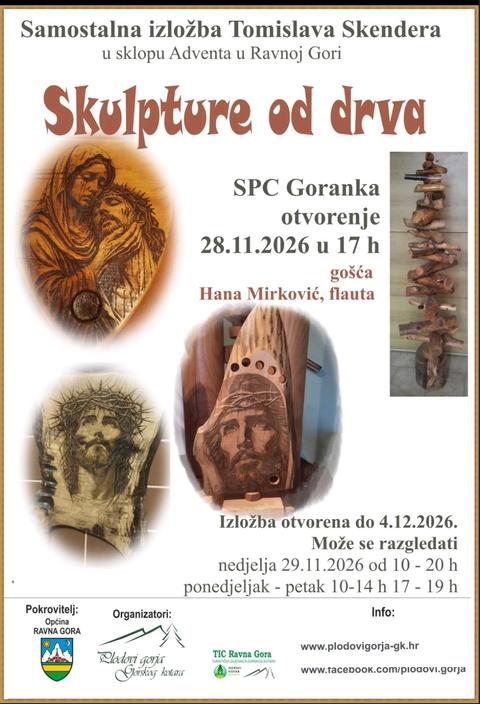 Samostalna izložba Tomislava Skendera
u sklopu Adventa u Ravnoj Gori
Skulpture od drva
SPC Goranka
otvorenje
28.11.2026 u 17 h
gošća
Hana Mirković, flauta
Izložba otvorena do 4.12.2026.
Može se razgledati
nedjelja 29.11.2026 od 10 - 20 h
ponedjeljak - petak 10-14 h 17 - 19 h
Pokrovitelj:
Općina
RAVNA GORA
Organizatori:
Plodovi gorja
Gorskog kotara
TIC Ravna Gora
GORSKI
KOTAR
Info:
www.plodovigorja-gk.hr
www.facebook.com/plodovi.gorja